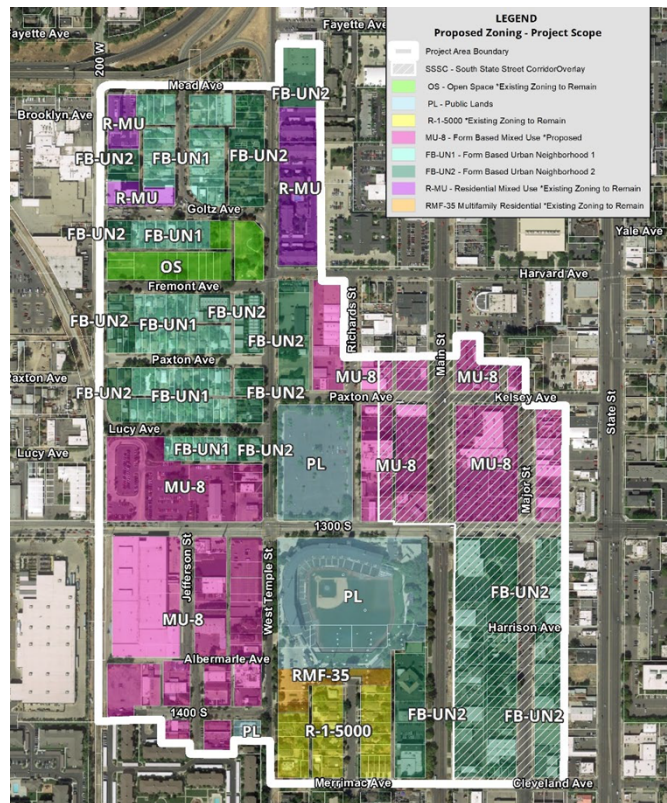 Fayette Ave
Fayette Ave
Fayette Ave
LEGEND
Proposed Zoning - Project Scope
Project Area Boundary
SSSC - South State Street CorridorOverlay
OS - Open Space *Existing Zoning to Remain
PL - Public Lands
R-1-5000 *Existing Zoning to Remain
MU-8 - Form Based Mixed Use *Proposed
FB-UN1 - Form Based Urban Neighborhood 1
FB-UN2 - Form Based Urban Neighborhood 2
R-MU - Residential Mixed Use *Existing Zoning to Remain
RMF-35 Multifamily Residential *Existing Zoning to Remain
200 W
Mead Ave
FB-UN2
Brooklyn Ave
R-MU
FB-UN2
FB-UN1
FB-UN2
R-MU
R-MU
Goltz Ave
FB-UN2
FB-UN1
Yale Ave
OS
Harvard Ave
Fremont Ave
FB-UN2
FB-UN2
FB-UN1
FB-UN2
Richards St
Main St
Paxton Ave
Paxton Ave
MU-8
MU-8
FB-UN2
FB-UN1
FB-UN2
Paxton Ave
Kelsey Ave
State St
Lucy Ave
Lucy Ave
FB-UN1
FB-UN2
PL
MU-8
MU-8
MU-8
Major St
1300 S
Jefferson St
West Temple St
PL
FB-UN2
MU-8
Harrison Ave
Albermarle Ave
RMF-35
1400 S
PL
R-1-5000
FB-UN2
FB-UN2
Merrimac Ave
Cleveland Ave